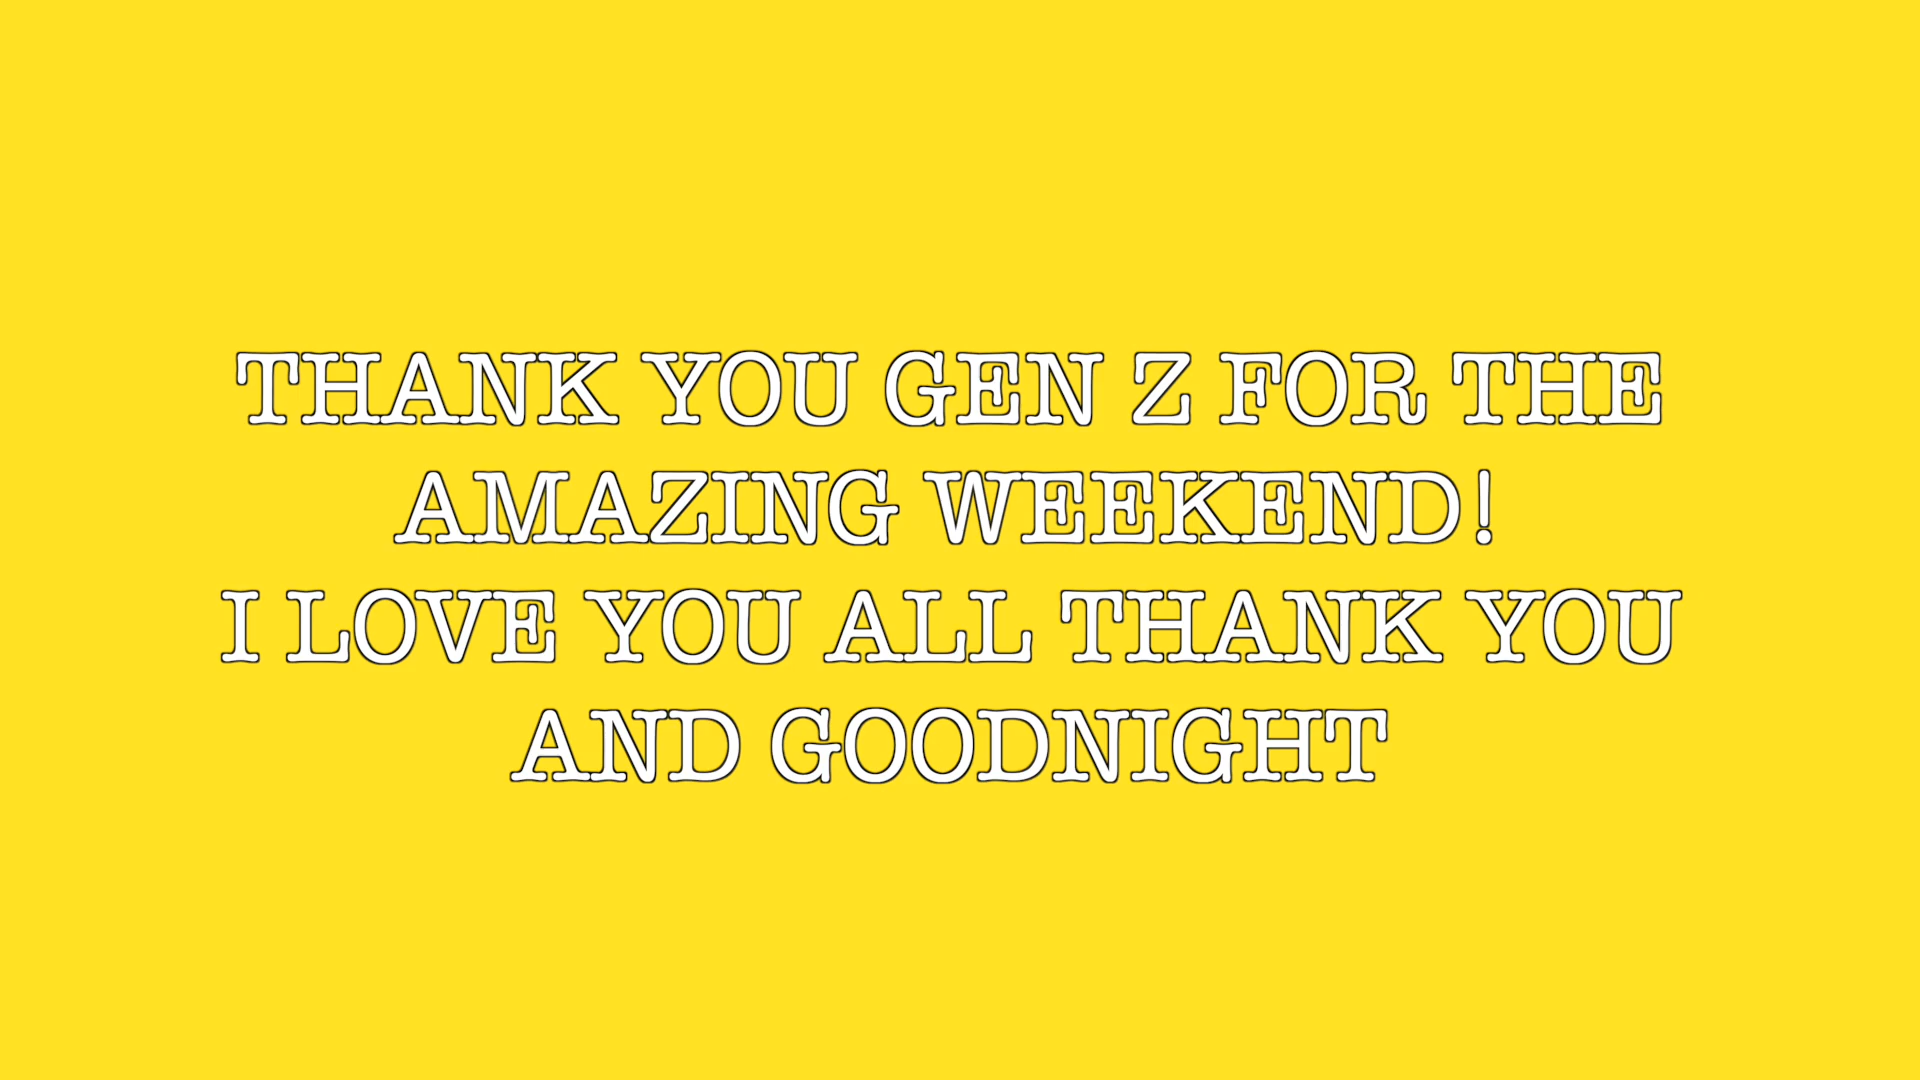 THANK YOU GEN Z FOR THE
AMAZING WEEKEND!
I LOVE YOU ALL THANK YOU
AND GOODNIGHT